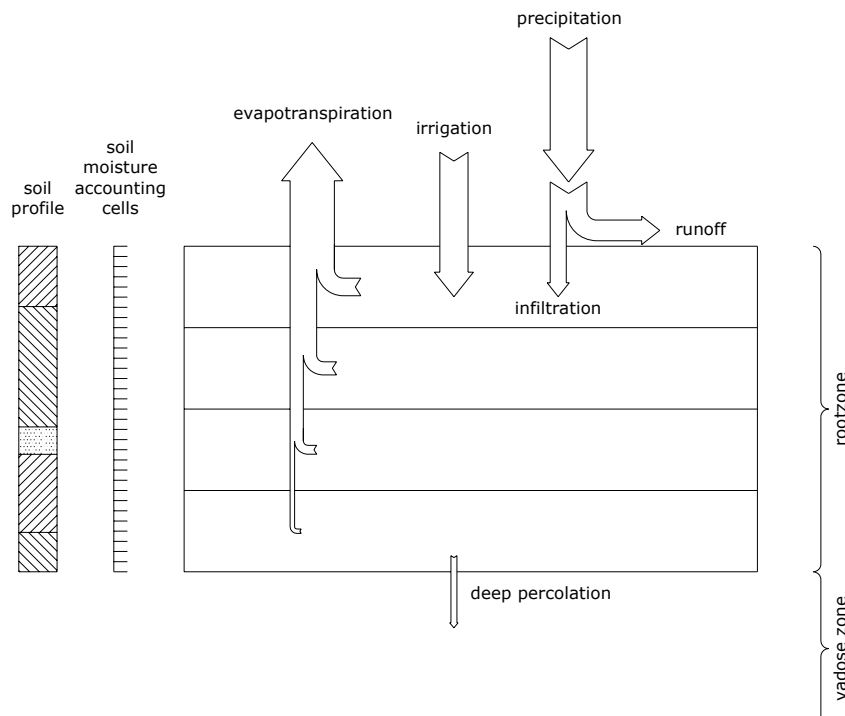 precipitation
evapotranspiration
irrigation
soil
moisture
accounting
cells
soil
profile
runoff
infiltration
rootzone
deep percolation
vadose zone